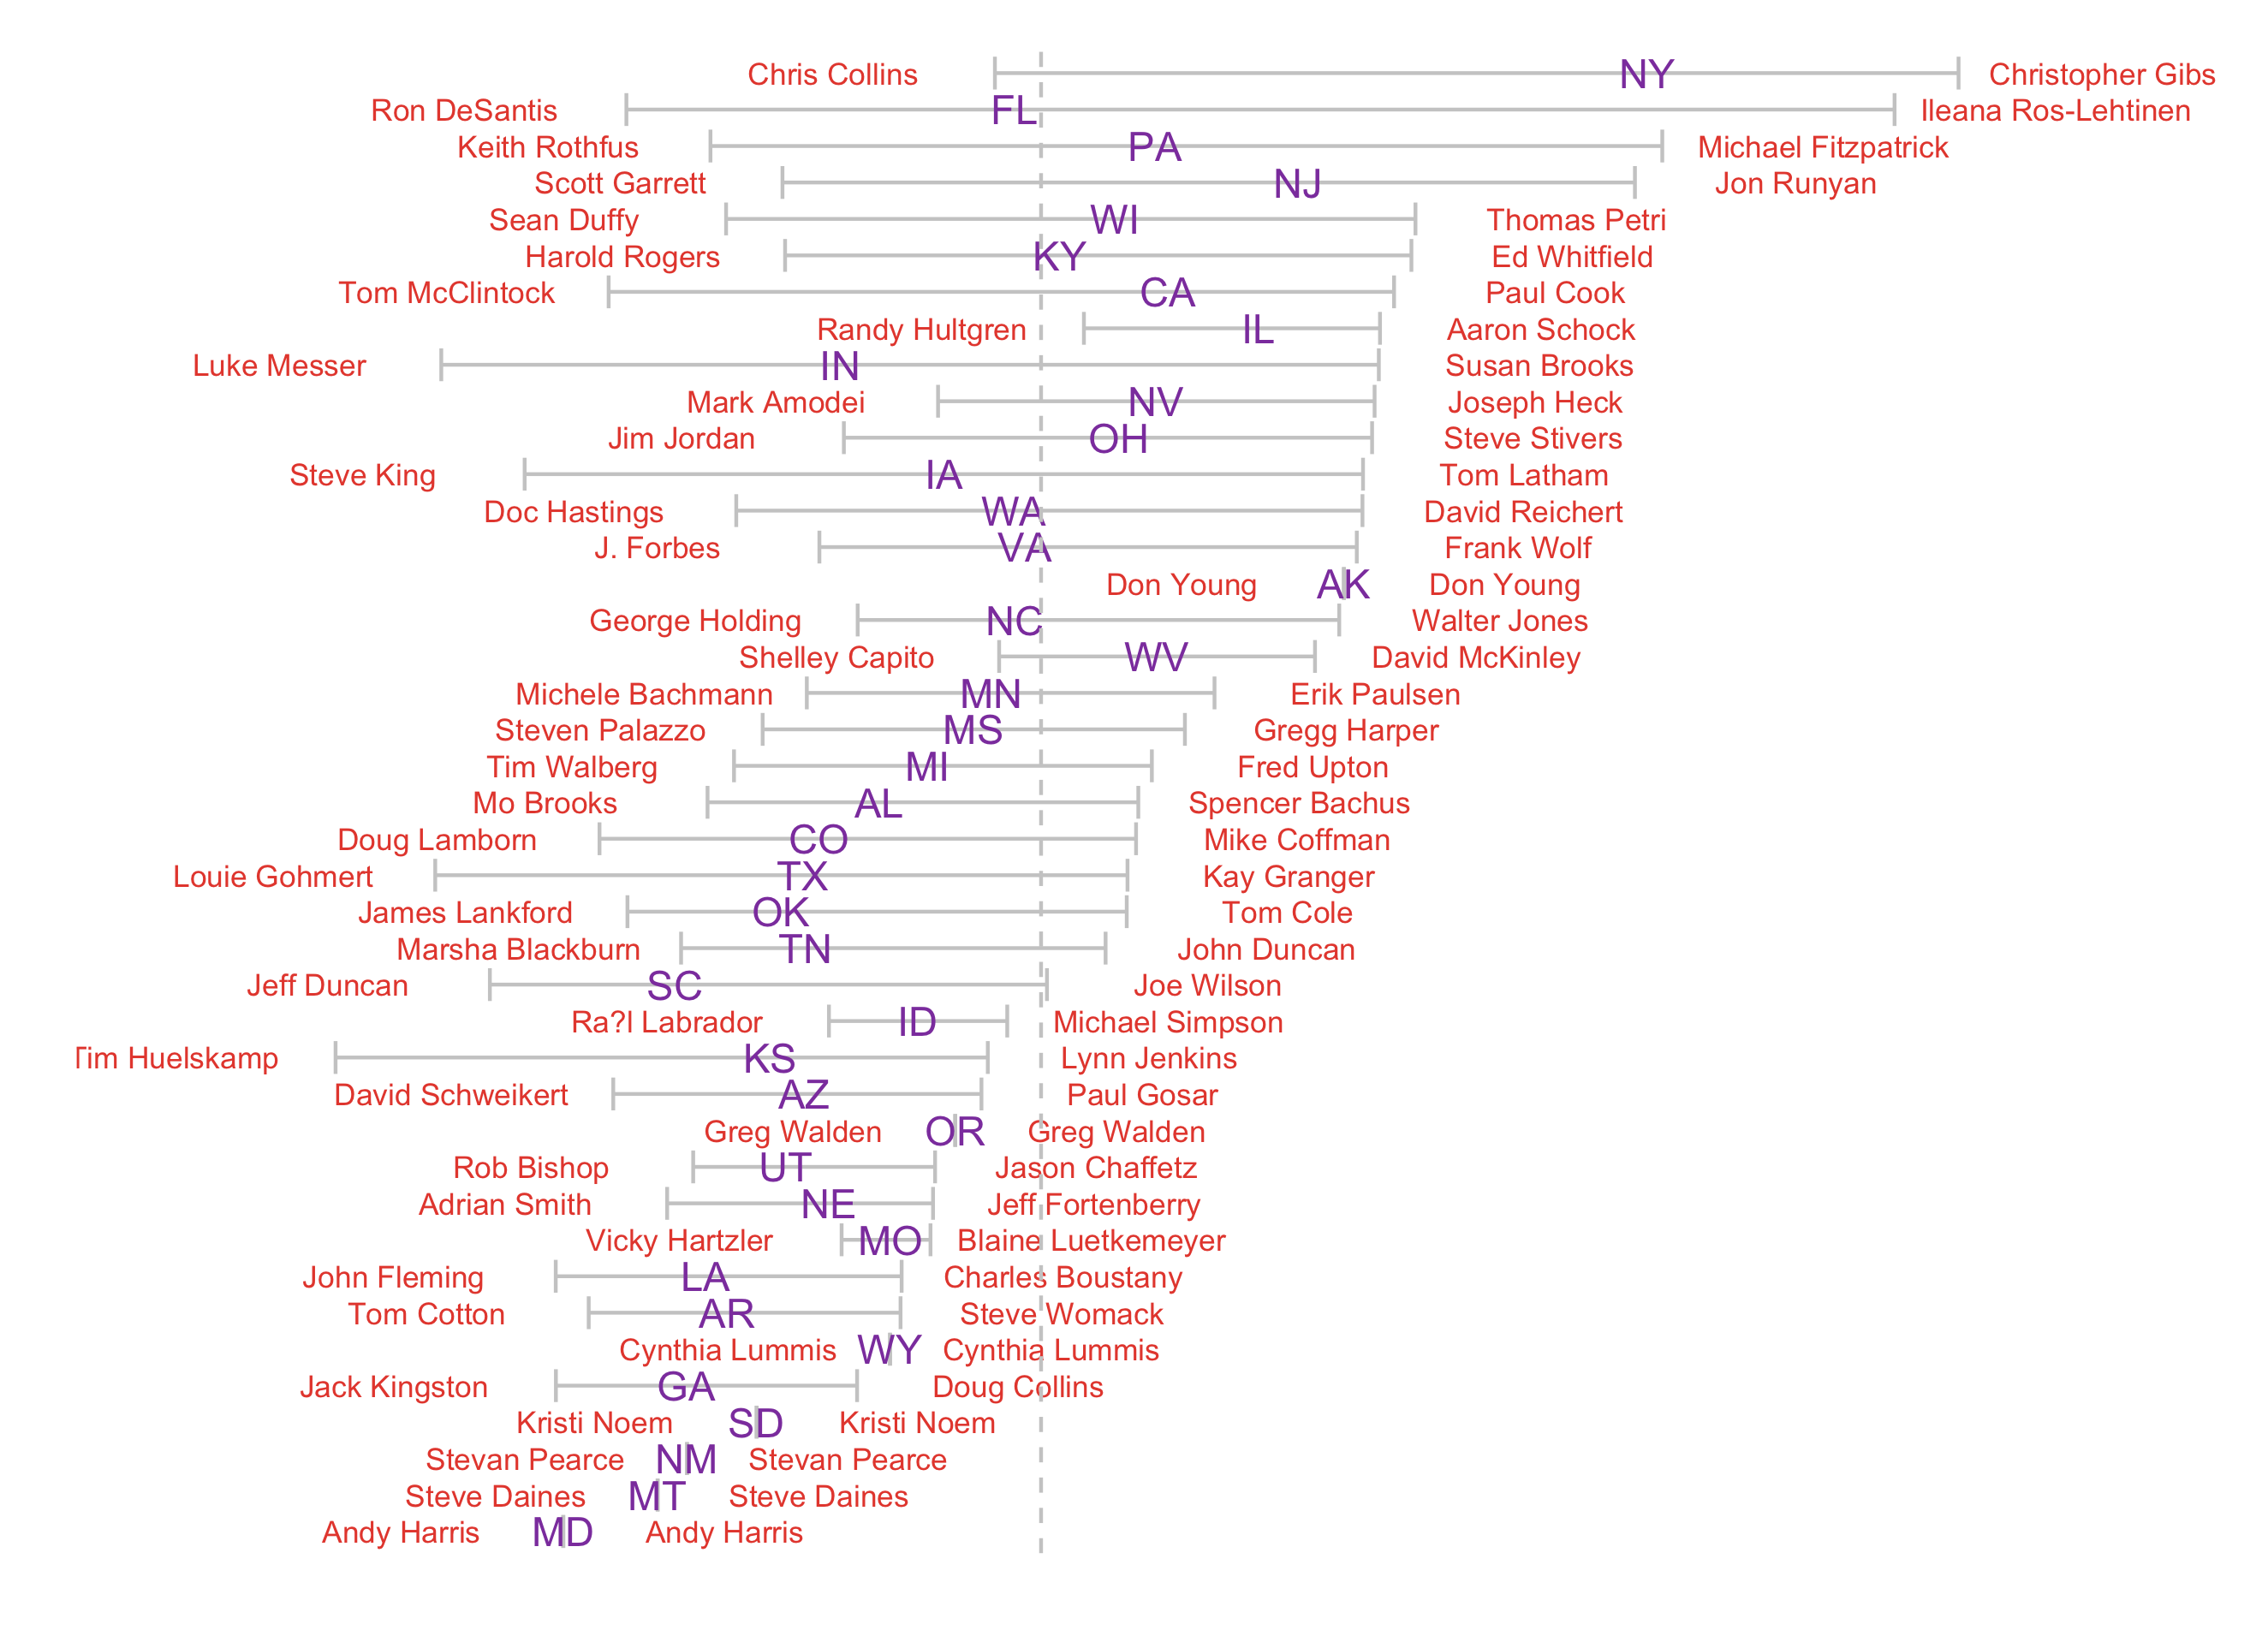 Chris Collins NY Christopher Gibs
Ron DeSantis FL Ileana Ros-Lehtinen
Keith Rothfus PA Michael Fitzpatrick
Scott Garrett NJ Jon Runyan
Sean Duffy WI Thomas Petri
Harold Rogers KY Ed Whitfield
Tom McClintock CA Paul Cook
Randy Hultgren IL Aaron Schock
Luke Messer IN Susan Brooks
Mark Amodei NV Joseph Heck
Jim Jordan OH Steve Stivers
Steve King IA Tom Latham
Doc Hastings WA David Reichert
J. Forbes VA Frank Wolf
Don Young AK Don Young
George Holding NC Walter Jones
Shelley Capito WV David McKinley
Michele Bachmann MN Erik Paulsen
Steven Palazzo MS Gregg Harper
Tim Walberg MI Fred Upton
Mo Brooks AL Spencer Bachus
Doug Lamborn CO Mike Coffman
Louie Gohmert TX Kay Granger
James Lankford OK Tom Cole
Marsha Blackburn TN John Duncan
Jeff Duncan SC Joe Wilson
Ra?l Labrador ID Michael Simpson
Tim Huelskamp KS Lynn Jenkins
David Schweikert AZ Paul Gosar
Greg Walden OR Greg Walden
Rob Bishop UT Jason Chaffetz
Adrian Smith NE Jeff Fortenberry
Vicky Hartzler MO Blaine Luetkemeyer
John Fleming LA Charles Boustany
Tom Cotton AR Steve Womack
Cynthia Lummis WY Cynthia Lummis
Jack Kingston GA Doug Collins
Kristi Noem SD Kristi Noem
Stevan Pearce NM Stevan Pearce
Steve Daines MT Steve Daines
Andy Harris MD Andy Harris